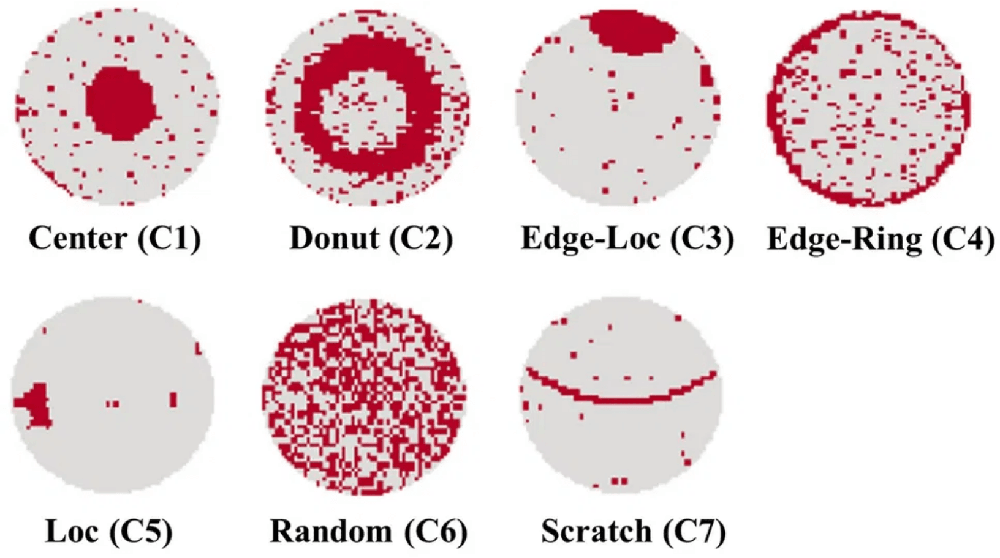 Center (C1)
Donut (C2)
Edge-Loc (C3)
Edge-Ring (C4)
Loc (C5)
Random (C6)
Scratch (C7)